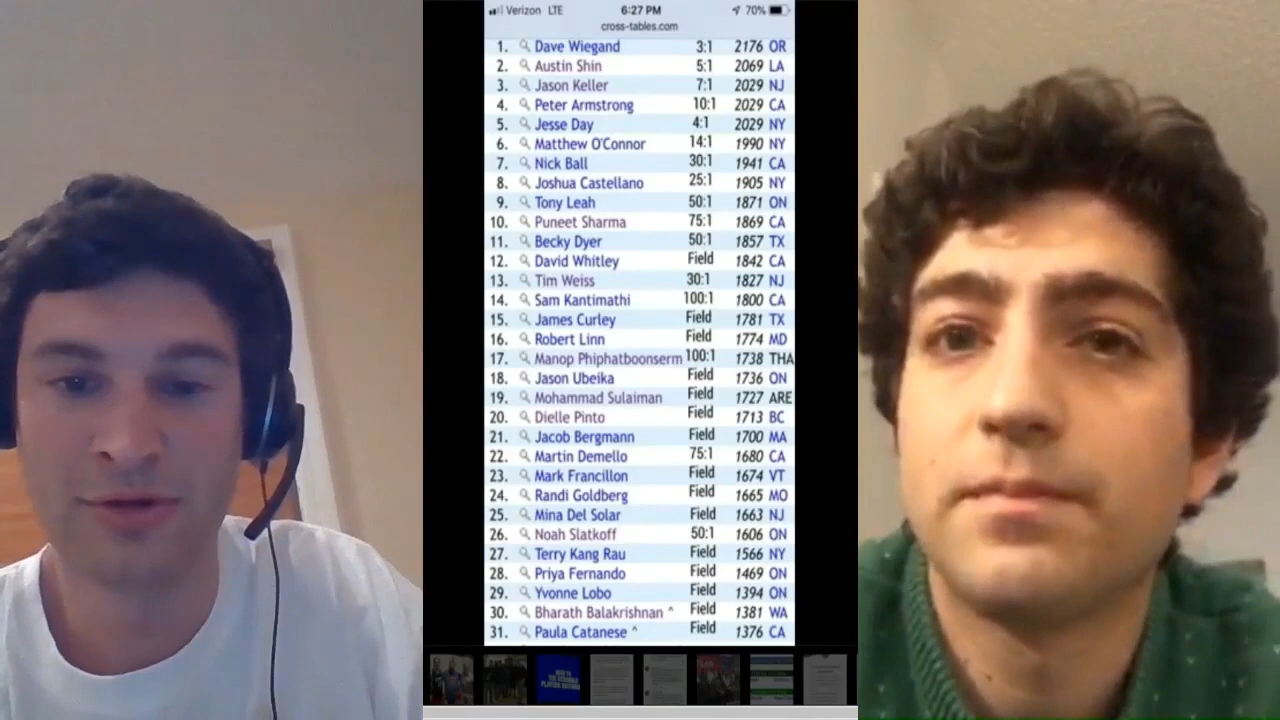 Verizon LTE 6:27 PM 70%
cross-tables.com
1. Dave Wiegand 3:1 2176 OR
2. Austin Shin 5:1 2069 LA
3. Jason Keller 7:1 2029 NJ
4. Peter Armstrong 10:1 2029 CA
5. Jesse Day 4:1 2029 NY
6. Matthew O'Connor 14:1 1990 NY
7. Nick Ball 30:1 1941 CA
8. Joshua Castellano 25:1 1905 NY
9. Tony Leah 50:1 1871 ON
10. Puneet Sharma 75:1 1869 CA
11. Becky Dyer 50:1 1857 TX
12. David Whitley Field 1842 CA
13. Tim Weiss 30:1 1827 NJ
14. Sam Kantimathi 100:1 1800 CA
15. James Curley Field 1781 TX
16. Robert Linn Field 1774 MD
17. Manop Phiphatboonserm 100:1 1738 THA
18. Jason Ubeika Field 1736 ON
19. Mohammad Sulaiman Field 1727 ARE
20. Dielle Pinto Field 1713 BC
21. Jacob Bergmann Field 1700 MA
22. Martin Demello 75:1 1680 CA
23. Mark Francillon Field 1674 VT
24. Randi Goldberg Field 1665 MO
25. Mina Del Solar Field 1663 NJ
26. Noah Slatkoff 50:1 1606 ON
27. Terry Kang Rau Field 1566 NY
28. Priya Fernando Field 1469 ON
29. Yvonne Lobo Field 1394 ON
30. Bharath Balakrishnan ^ Field 1381 WA
31. Paula Catanese ^ Field 1376 CA